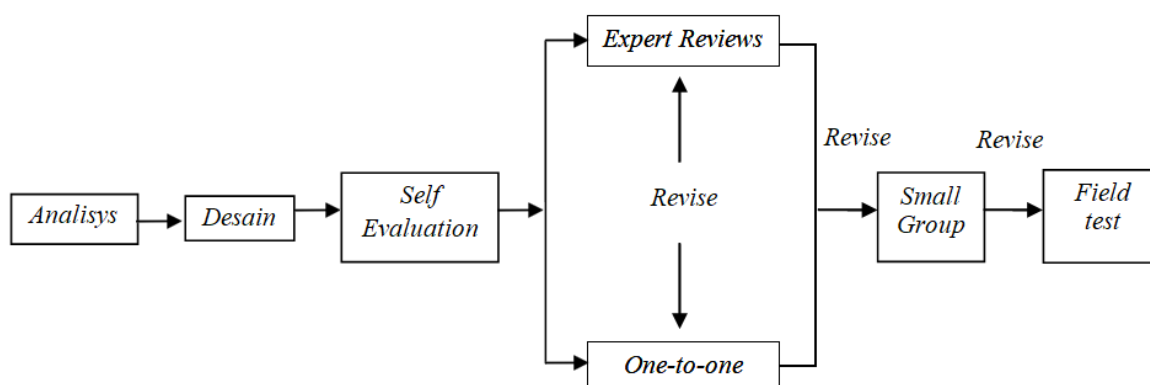 Analisys
Desain
Self
Evaluation
Expert Reviews
Revise
One-to-one
Revise
Small
Group
Revise
Field
test